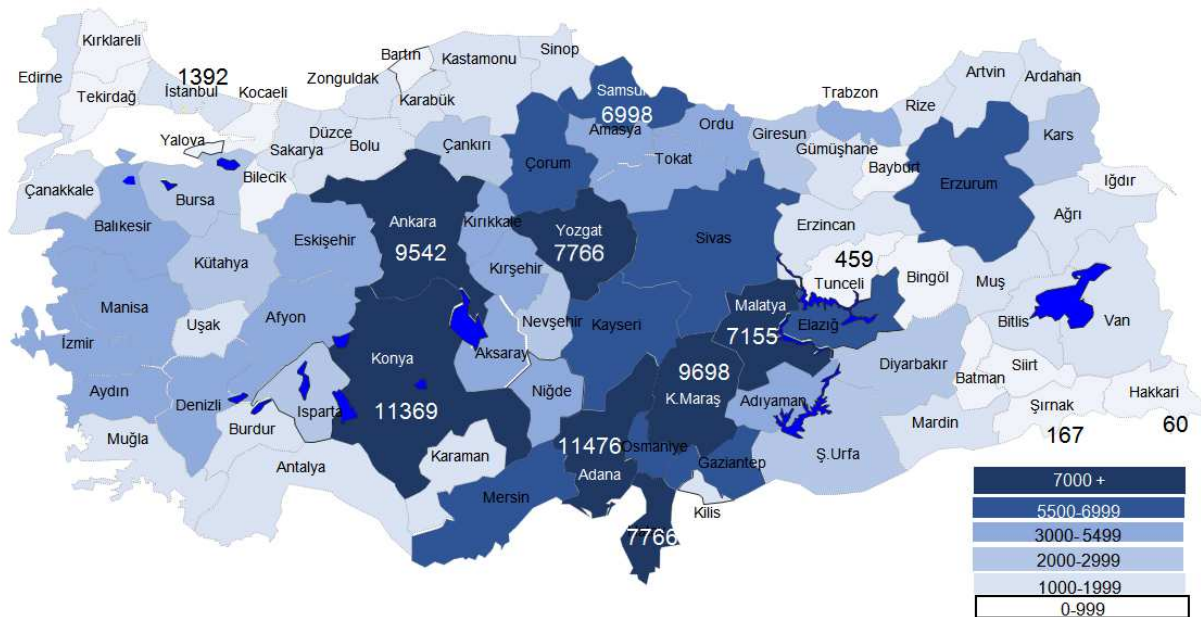 Kırklareli
Edirne
Tekirdağ
1392
İstanbul
Kocaeli
Yalova
Zonguldak
Bartın
Karabük
Kastamonu
Sinop
Samsun
6998
Düzce
Bolu
Sakarya
Bilecik
Çankırı
Çorum
Amasya
Ordu
Tokat
Giresun
Trabzon
Gümüşhane
Rize
Bayburt
Artvin
Ardahan
Kars
Erzurum
Iğdır
Ağrı
Çanakkale
Balıkesir
Bursa
Kütahya
Eskişehir
Ankara
9542
Kırıkkale
Kırşehir
Yozgat
7766
Sivas
Erzincan
459
Tunceli
Bingöl
Muş
Bitlis
Van
Manisa
İzmir
Uşak
Afyon
Konya
11369
Aksaray
Nevşehir
Niğde
Kayseri
Malatya
7155
Elazığ
9698
K.Maraş
Adıyaman
Diyarbakır
Batman
Siirt
Şırnak
167
Hakkari
60
Mardin
Ş.Urfa
Aydın
Denizli
Muğla
Burdur
Isparta
Antalya
Karaman
Mersin
11476
Adana
Osmaniye
Gaziantep
Kilis
7766
7000 +
5500-6999
3000-5499
2000-2999
1000-1999
0-999